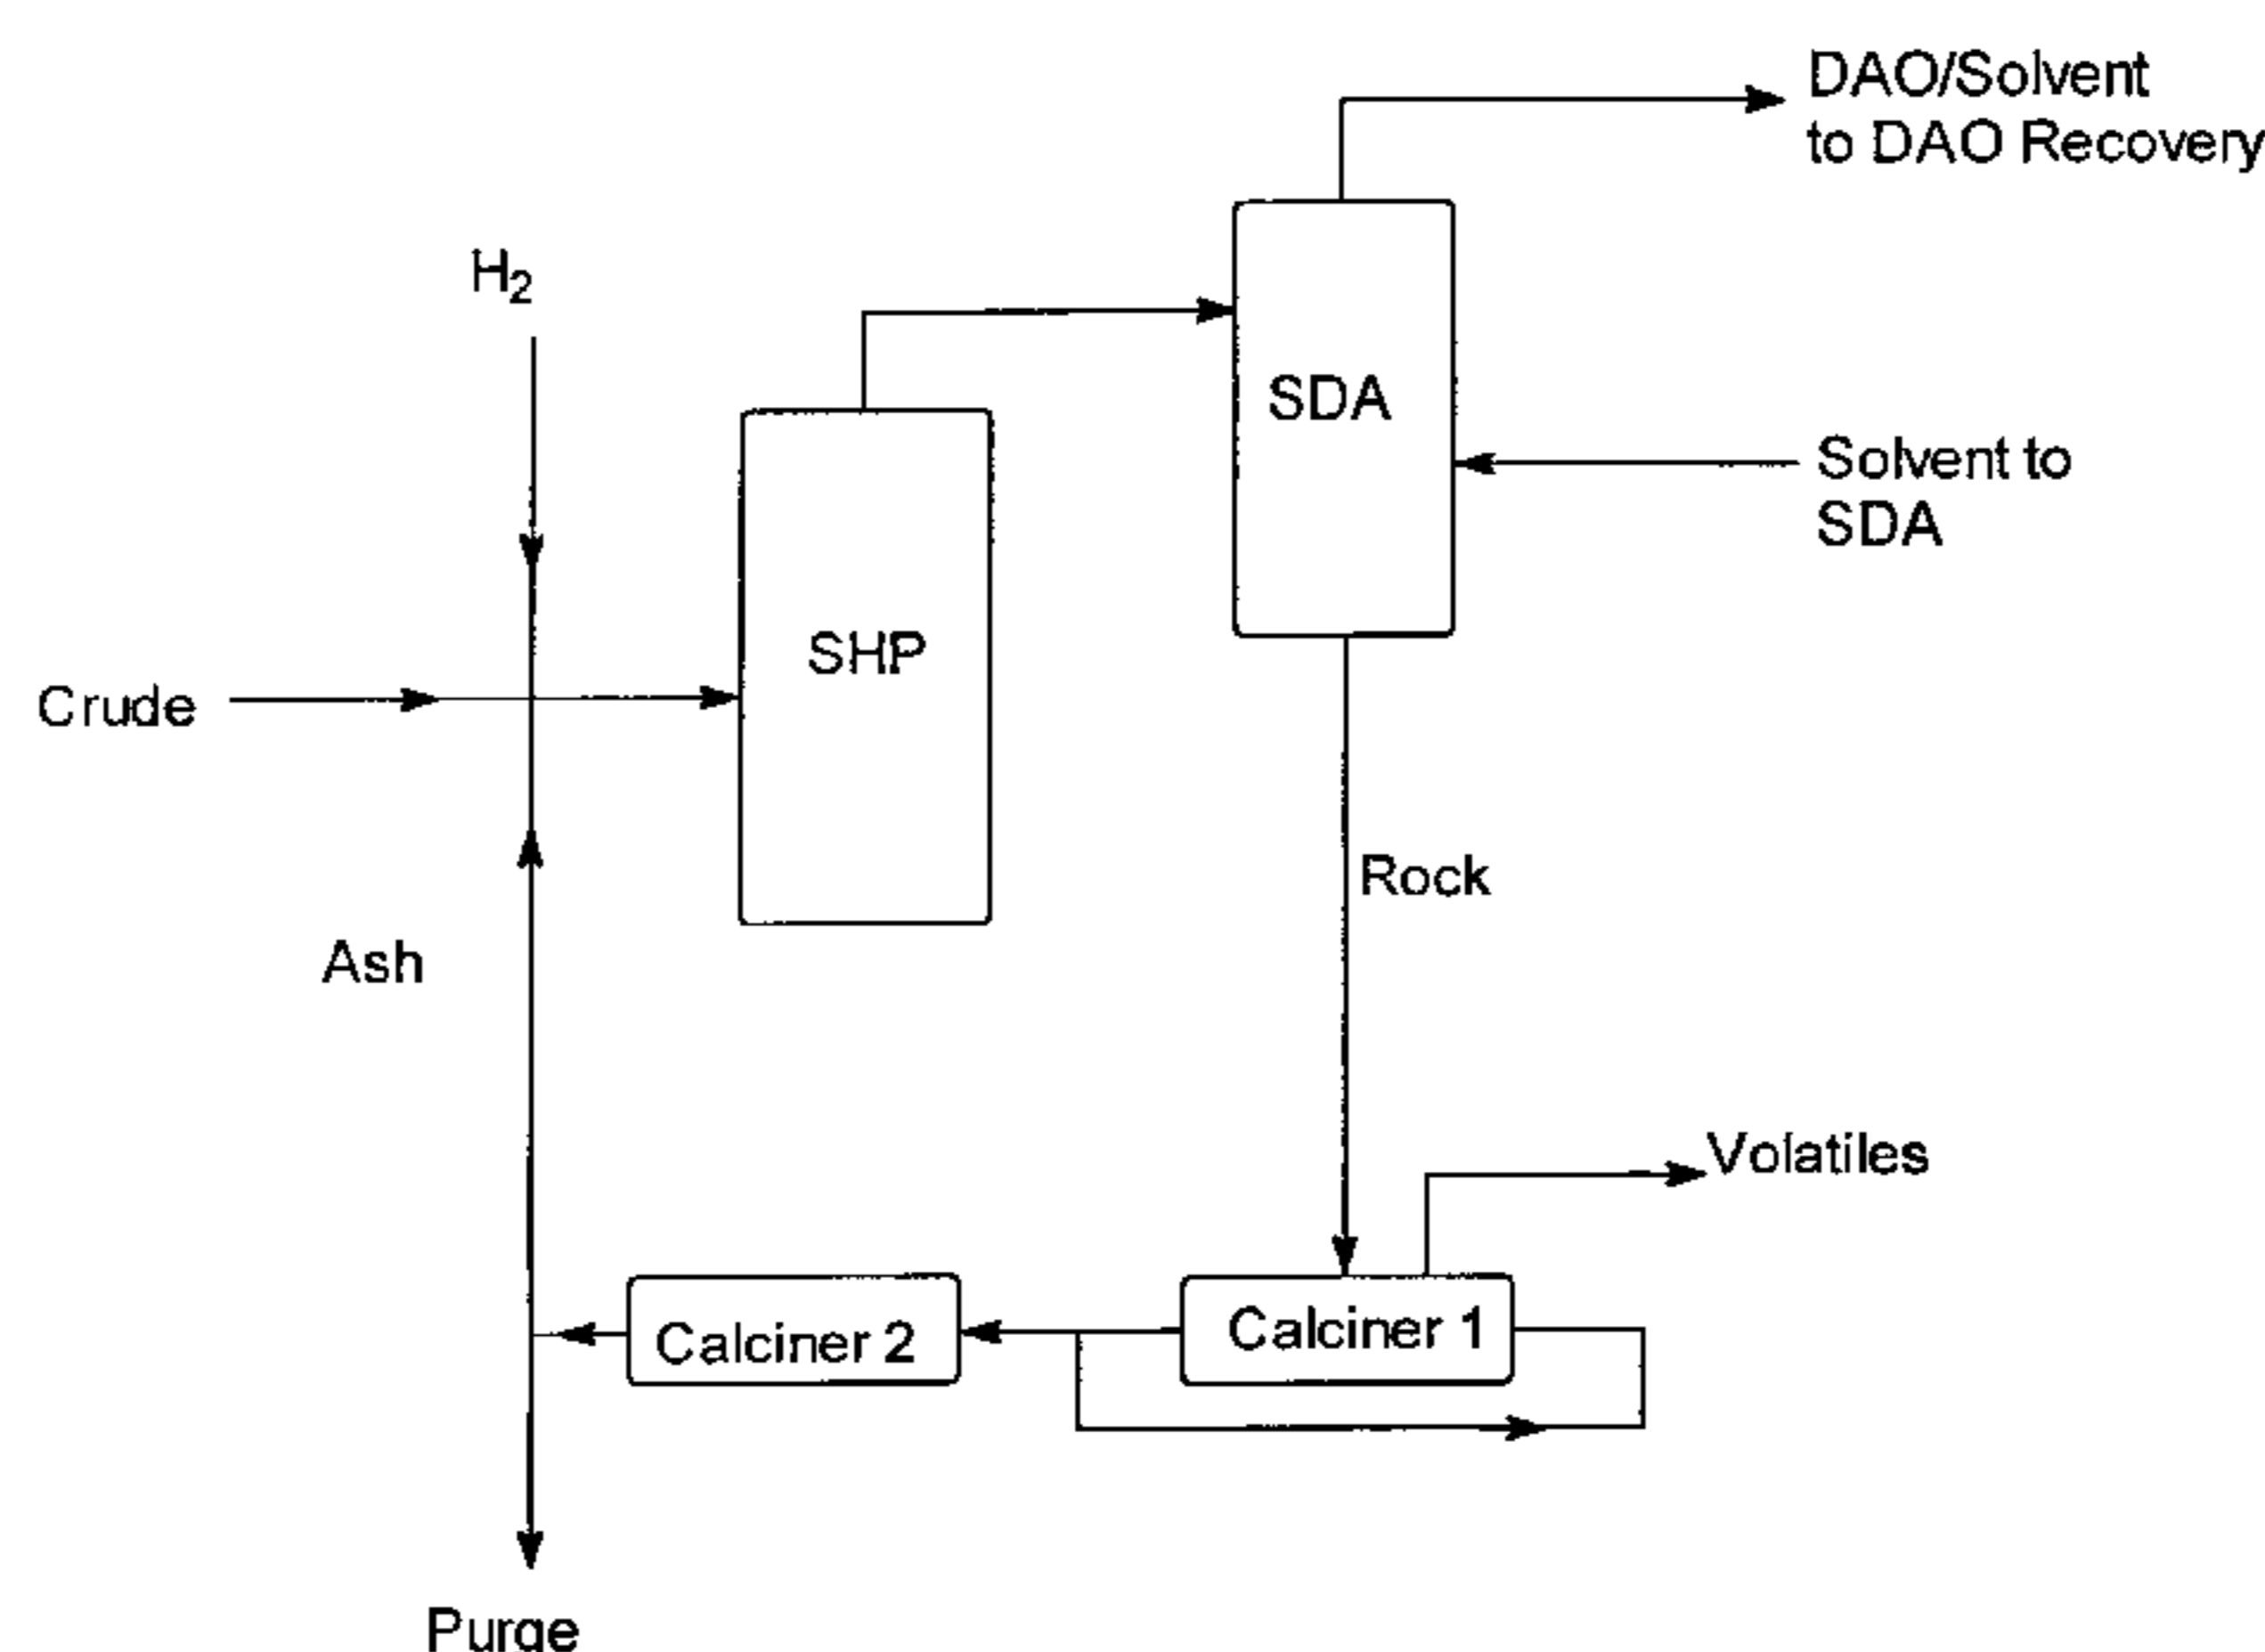 DAO/Solvent
to DAO Recovery
H2
SDA
Solvent to
SDA
SHP
Crude
Rock
Ash
Volatiles
Calciner 1
Calciner 2
Purge